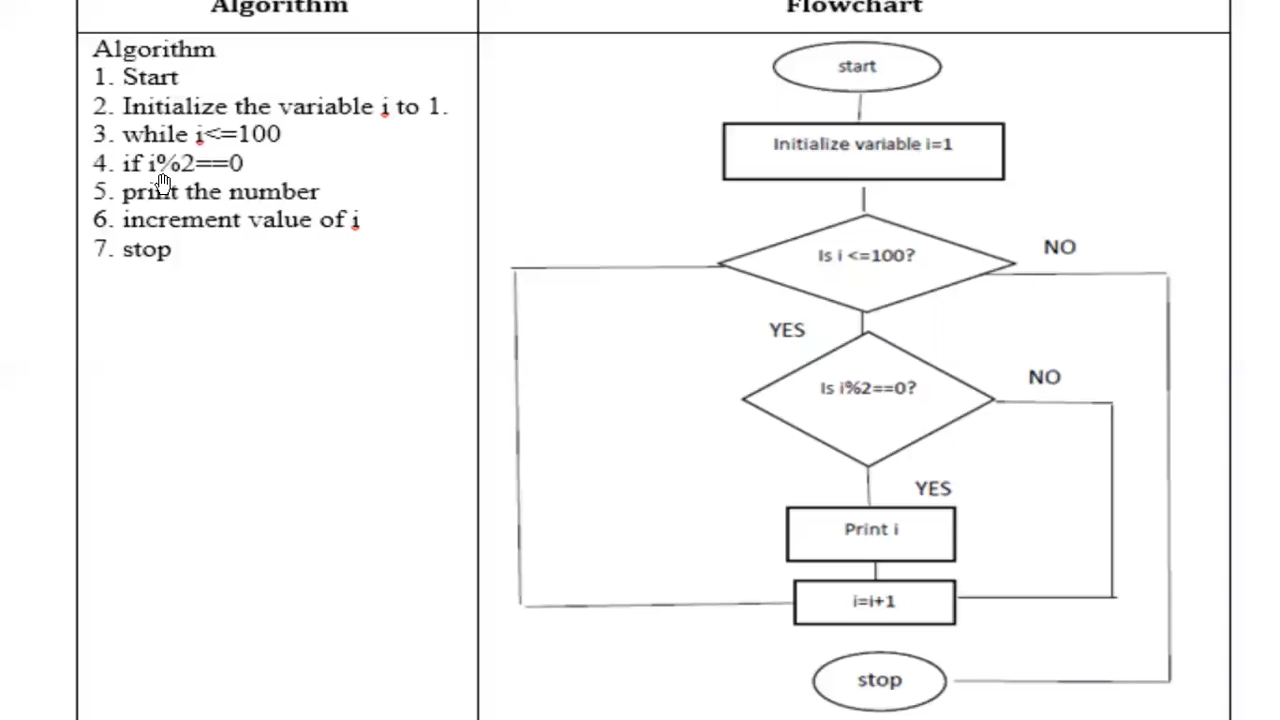 Algorithm
Flowchart
Algorithm
1. Start
2. Initialize the variable i to 1.
3. while i<=100
4. if i%2==0
5. print the number
6. increment value of i
7. stop
start
Initialize variable i=1
Is i <=100?
NO
YES
Is i%2==0?
NO
YES
Print i
i=i+1
stop